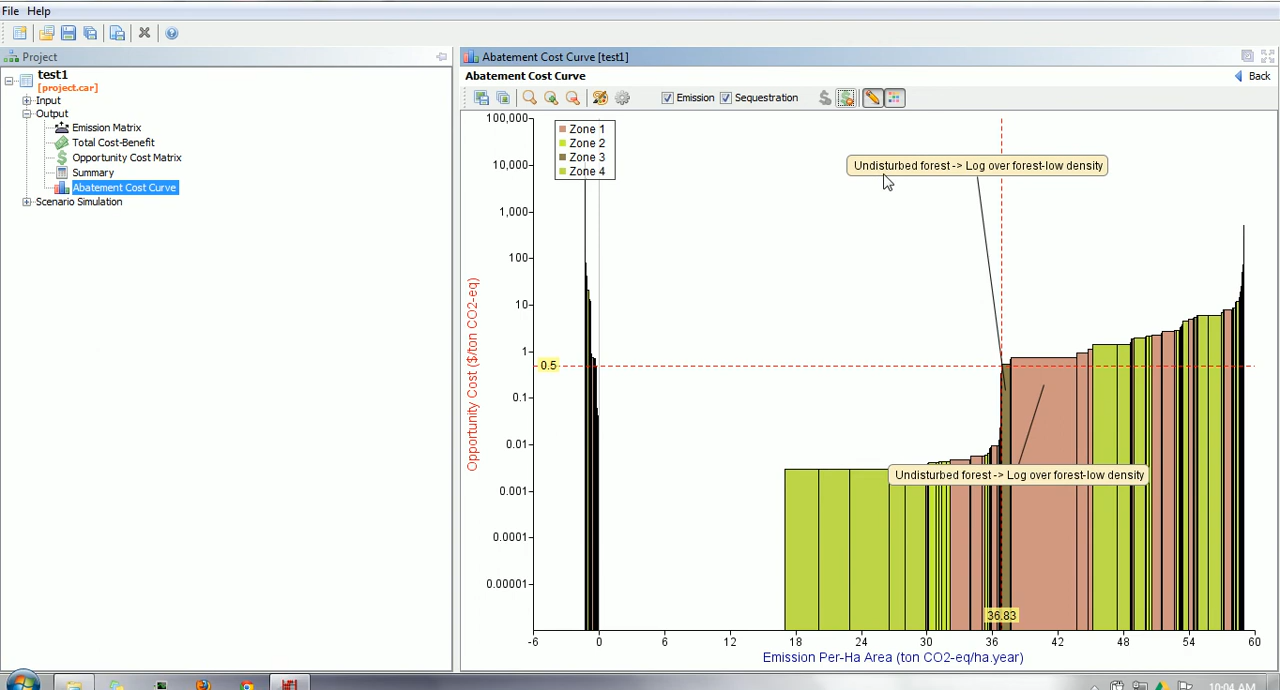 File Help
Project
test1
[project.car]
Input
Output
Emission Matrix
Total Cost-Benefit
Opportunity Cost Matrix
Summary
Abatement Cost Curve
Scenario Simulation
Abatement Cost Curve [test1]
Abatement Cost Curve
Back
Emission
Sequestration
Zone 1
Zone 2
Zone 3
Zone 4
Undisturbed forest -> Log over forest-low density
Undisturbed forest -> Log over forest-low density
Opportunity Cost ($/ton CO2-eq)
100,000
10,000
1,000
100
10
1
0.5
0.1
0.01
0.001
0.0001
0.00001
36.83
-6 0 6 12 18 24 30 36 42 48 54 60
Emission Per-Ha Area (ton CO2-eq/ha.year)
10:04 AM